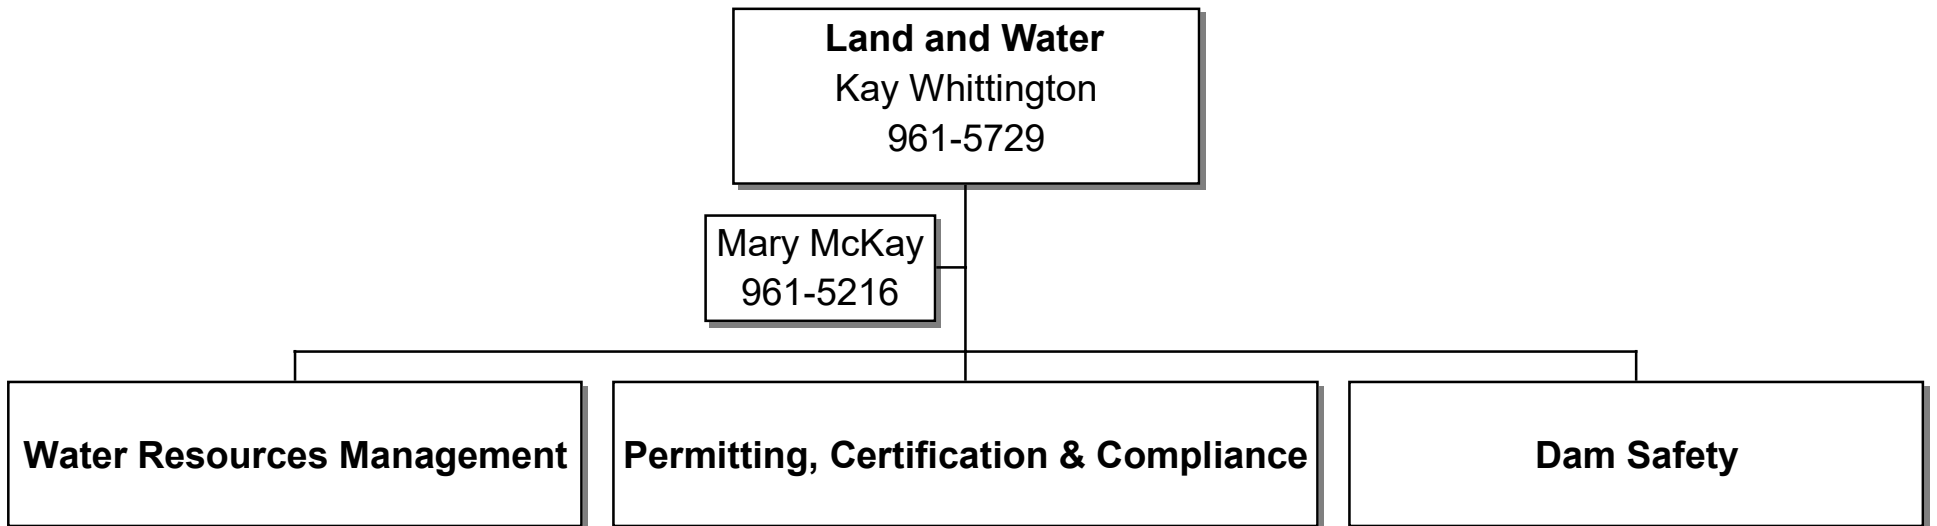 Land and Water
Kay Whittington
961-5729
Mary McKay
961-5216
Water Resources Management
Permitting, Certification & Compliance
Dam Safety